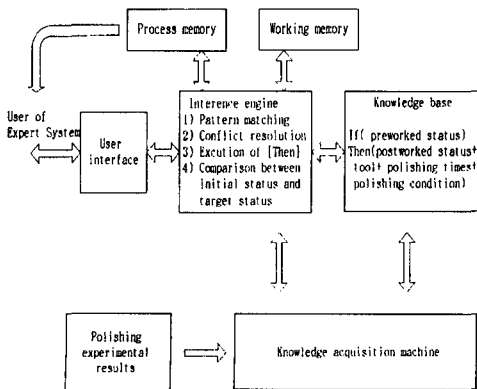 Process memory
Working memory
User of
Expert System
User
interface
Inference engine
1) Pattern matching
2) Conflict resolution
3) Excution of [Then]
4) Comparison between
initial status and
target status
Knowledge base
If( preworked status)
Then(postworked status+
tool+ polishing times+
polishing condition)
Polishing
experimental
results
Knowledge acquisition machine